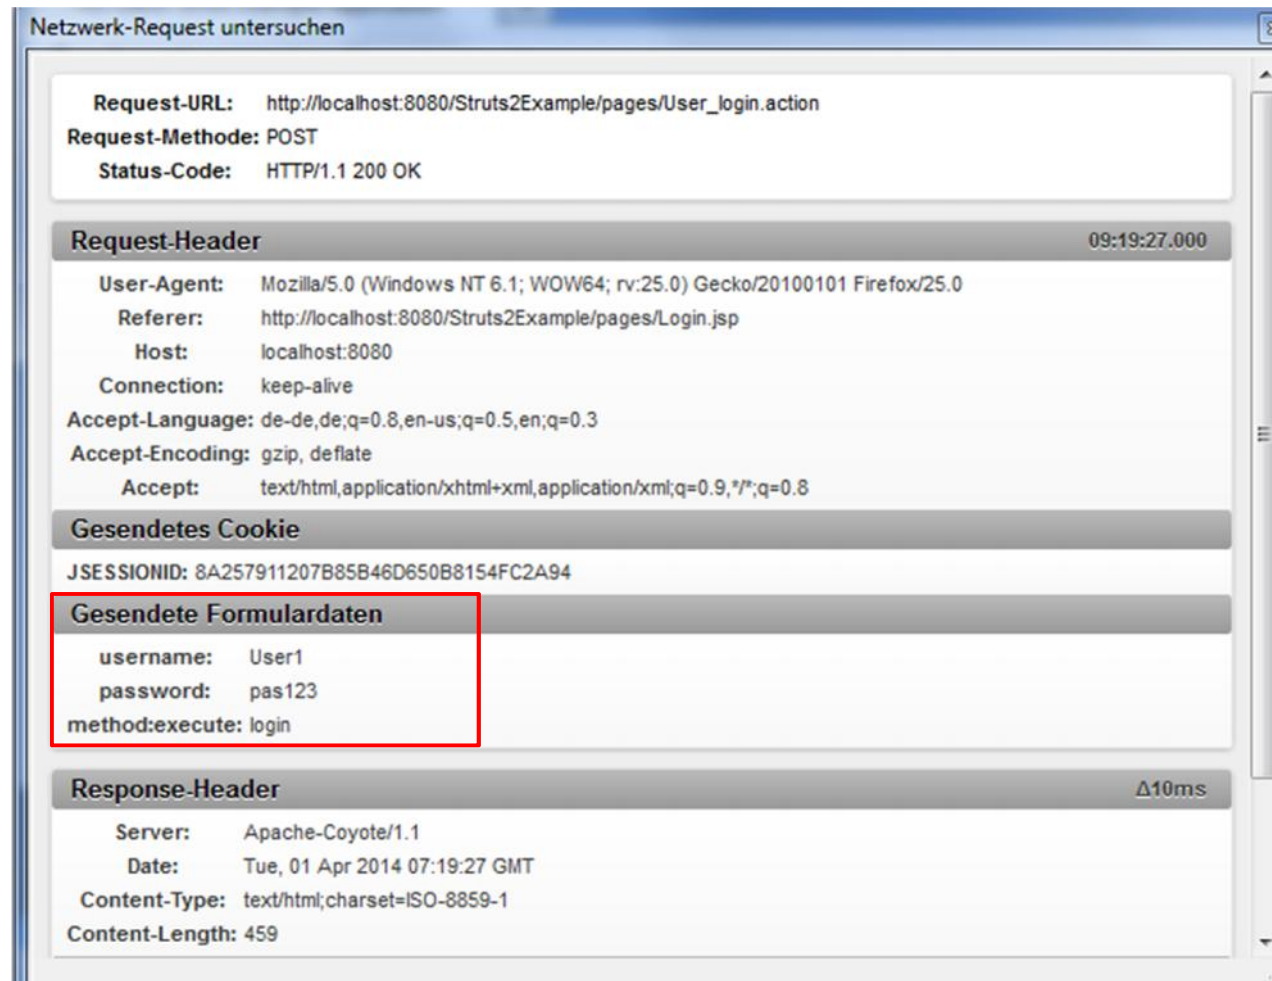 Netzwerk-Request untersuchen
Request-URL: http://localhost:8080/Struts2Example/pages/User_login.action
Request-Methode: POST
Status-Code: HTTP/1.1 200 OK
Request-Header 09:19:27.000
User-Agent: Mozilla/5.0 (Windows NT 6.1; WOW64; rv:25.0) Gecko/20100101 Firefox/25.0
Referer: http://localhost:8080/Struts2Example/pages/Login.jsp
Host: localhost:8080
Connection: keep-alive
Accept-Language: de-de,de;q=0.8,en-us;q=0.5,en;q=0.3
Accept-Encoding: gzip, deflate
Accept: text/html,application/xhtml+xml,application/xml;q=0.9,*/*;q=0.8
Gesendetes Cookie
JSESSIONID: 8A257911207B85B46D650B8154FC2A94
Gesendete Formulardaten
username: User1
password: pas123
method:execute: login
Response-Header Δ10ms
Server: Apache-Coyote/1.1
Date: Tue, 01 Apr 2014 07:19:27 GMT
Content-Type: text/html;charset=ISO-8859-1
Content-Length: 459